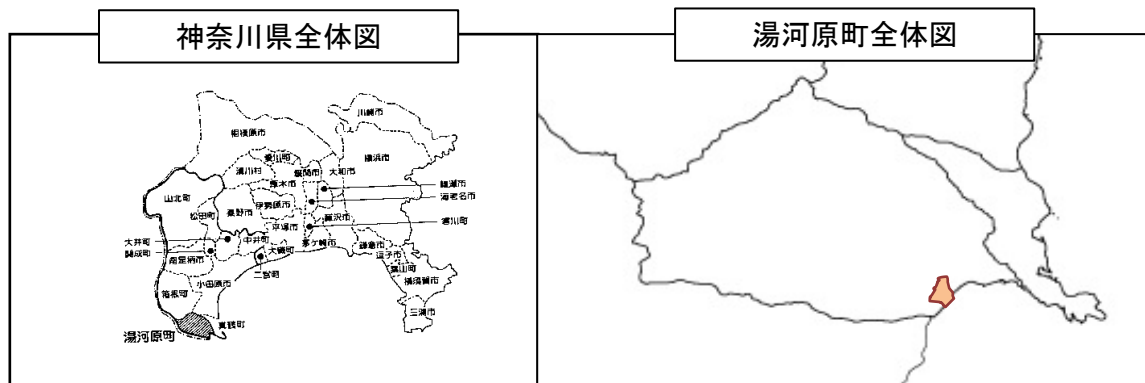 神奈川県全体図
湯河原町全体図
川崎市
相模原市
愛川町
横浜市
清川村
座間市
大和市
厚木市
綾瀬市
海老名市
山北町
伊勢原市
秦野市
松田町
藤沢市
寒川町
平塚市
大井町
中井町
茅ケ崎市
鎌倉市
開成町
大磯町
逗子市
南足柄市
葉山町
二宮町
横須賀市
小田原市
箱根町
三浦市
真鶴町
湯河原町